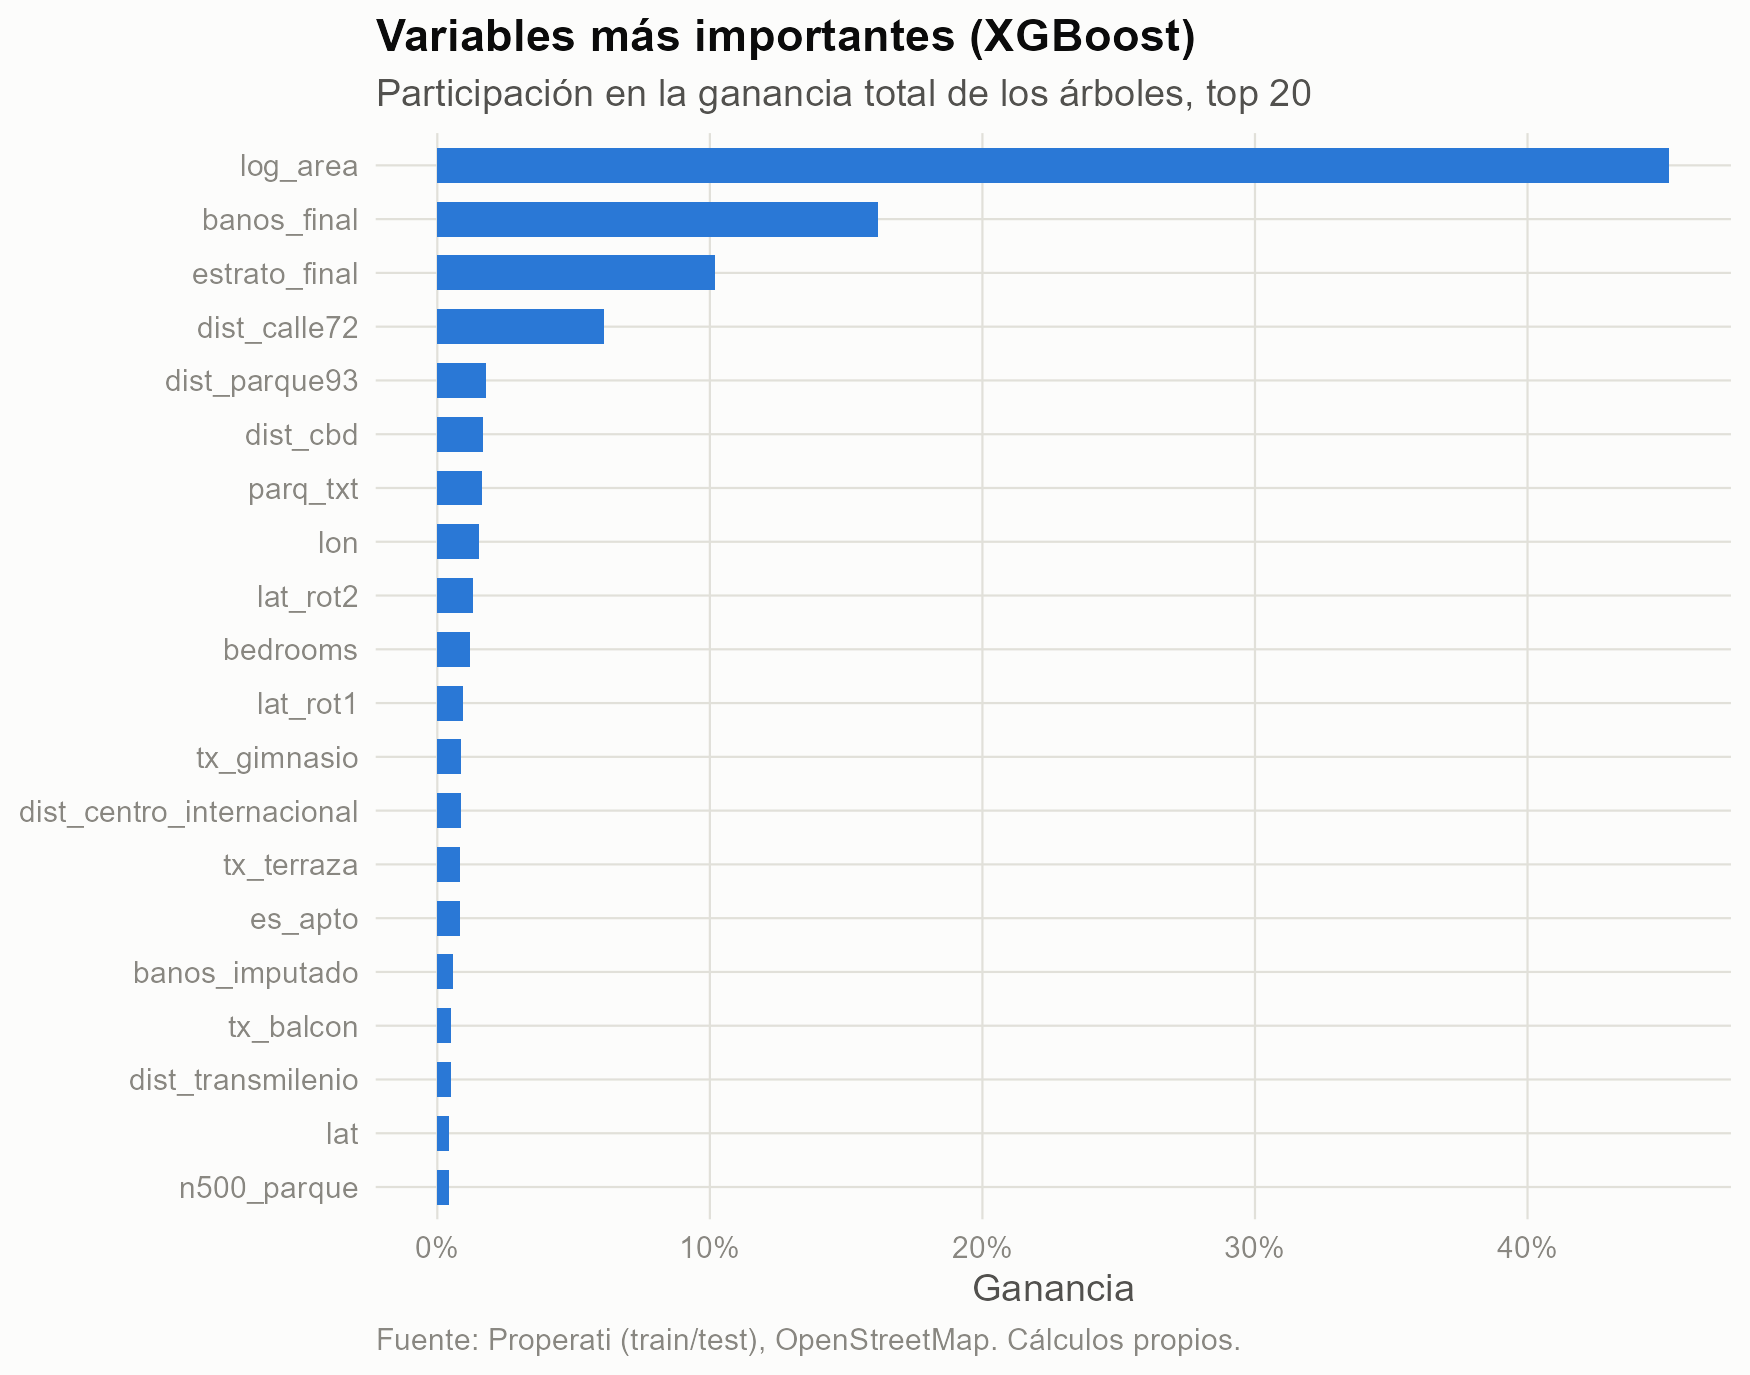 Variables más importantes (XGBoost)
Participación en la ganancia total de los árboles, top 20
log_area
banos_final
estrato_final
dist_calle72
dist_parque93
dist_cbd
parq_txt
lon
lat_rot2
bedrooms
lat_rot1
tx_gimnasio
dist_centro_internacional
tx_terraza
es_apto
banos_imputado
tx_balcon
dist_transmilenio
lat
n500_parque
0% 10% 20% 30% 40%
Ganancia
Fuente: Properati (train/test), OpenStreetMap. Cálculos propios.